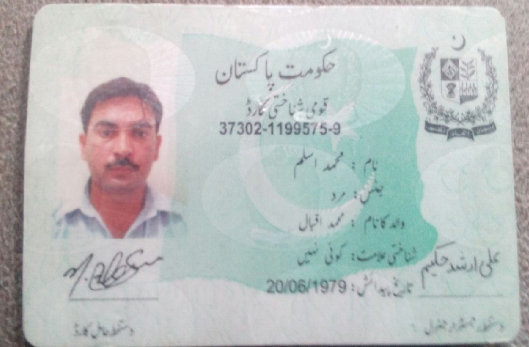 حکومت پاکستان
قومی شناختی کارڈ
37302-1199575-9
نام : محمد اسلم
جنس : مرد
والد کا نام : محمد اقبال
شناختی علامت: کوئی نہیں
تاریخ پیدائش: 20/06/1979
علی ارشد حکیم
دستخط حامل کارڈ
دستخط رجسٹرار جنرل